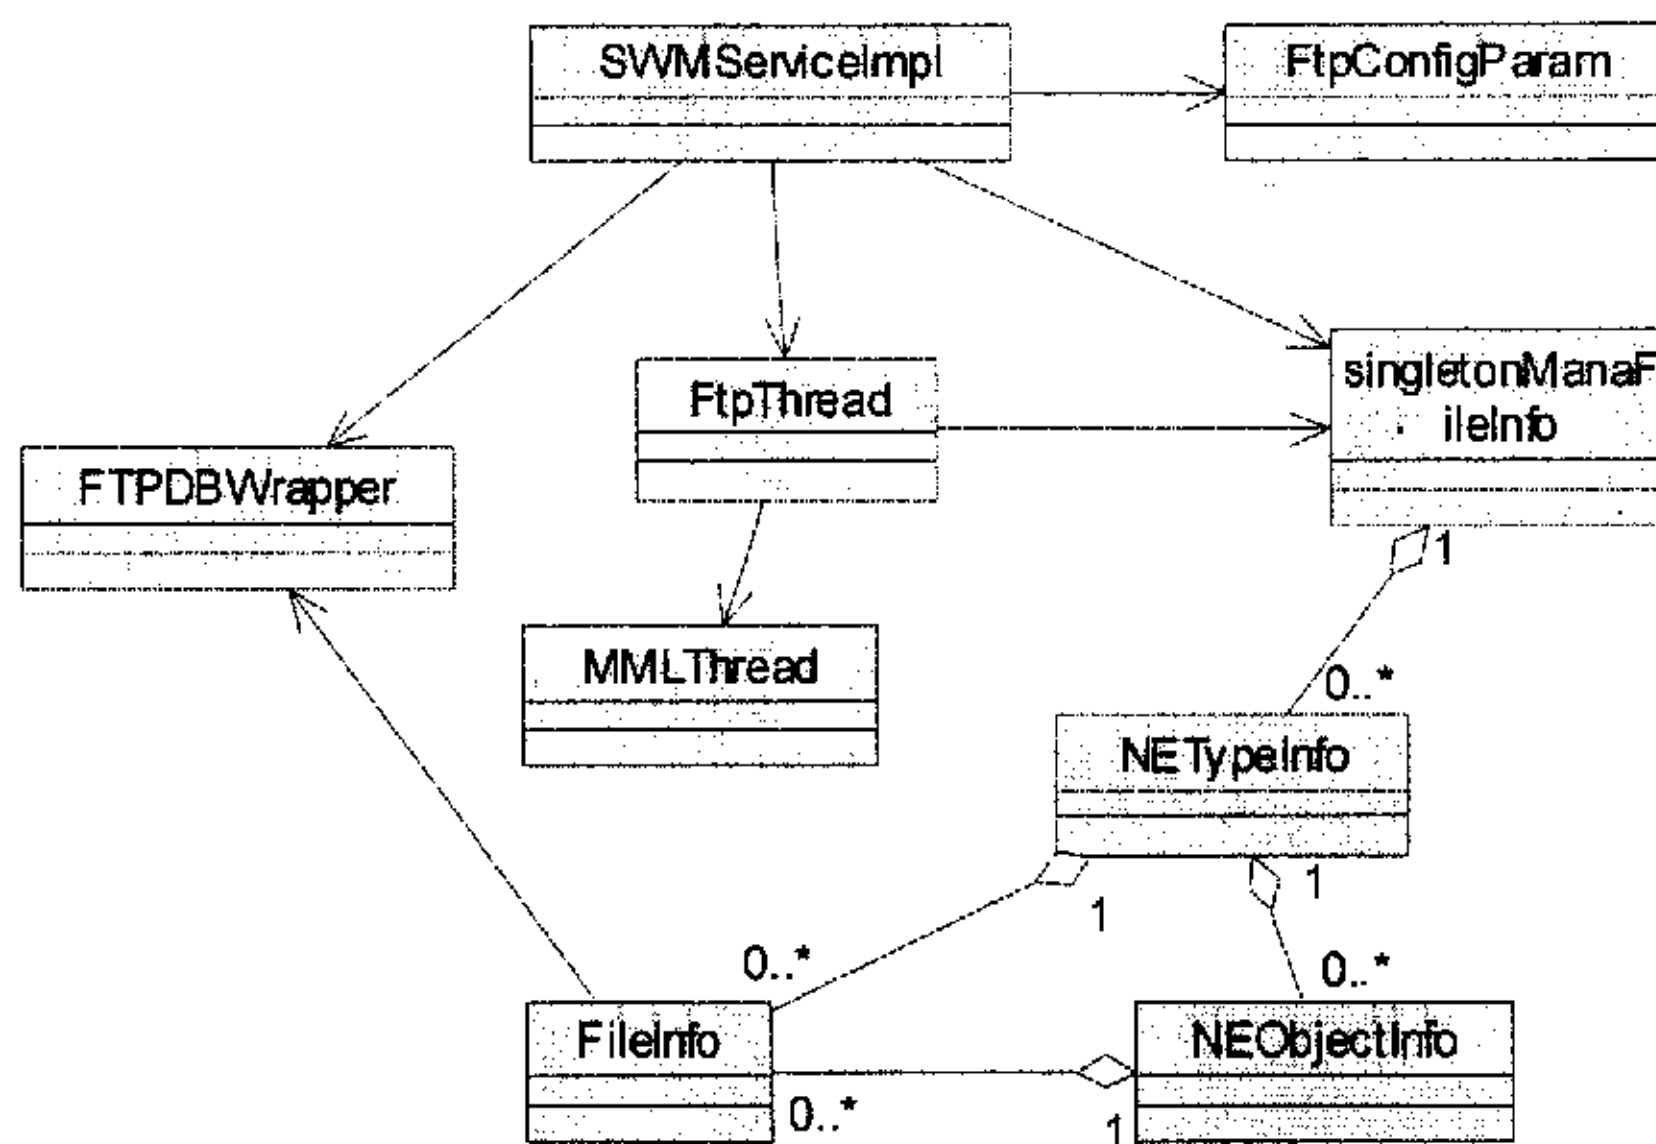 SWMServiceImpl
FtpConfigParam
singletonManaF
ileInfo
FtpThread
FTPDBWrapper
1
MMLThread
0..*
NETypeInfo
1
1
0..*
0..*
FileInfo
NEObjectInfo
0..*
1